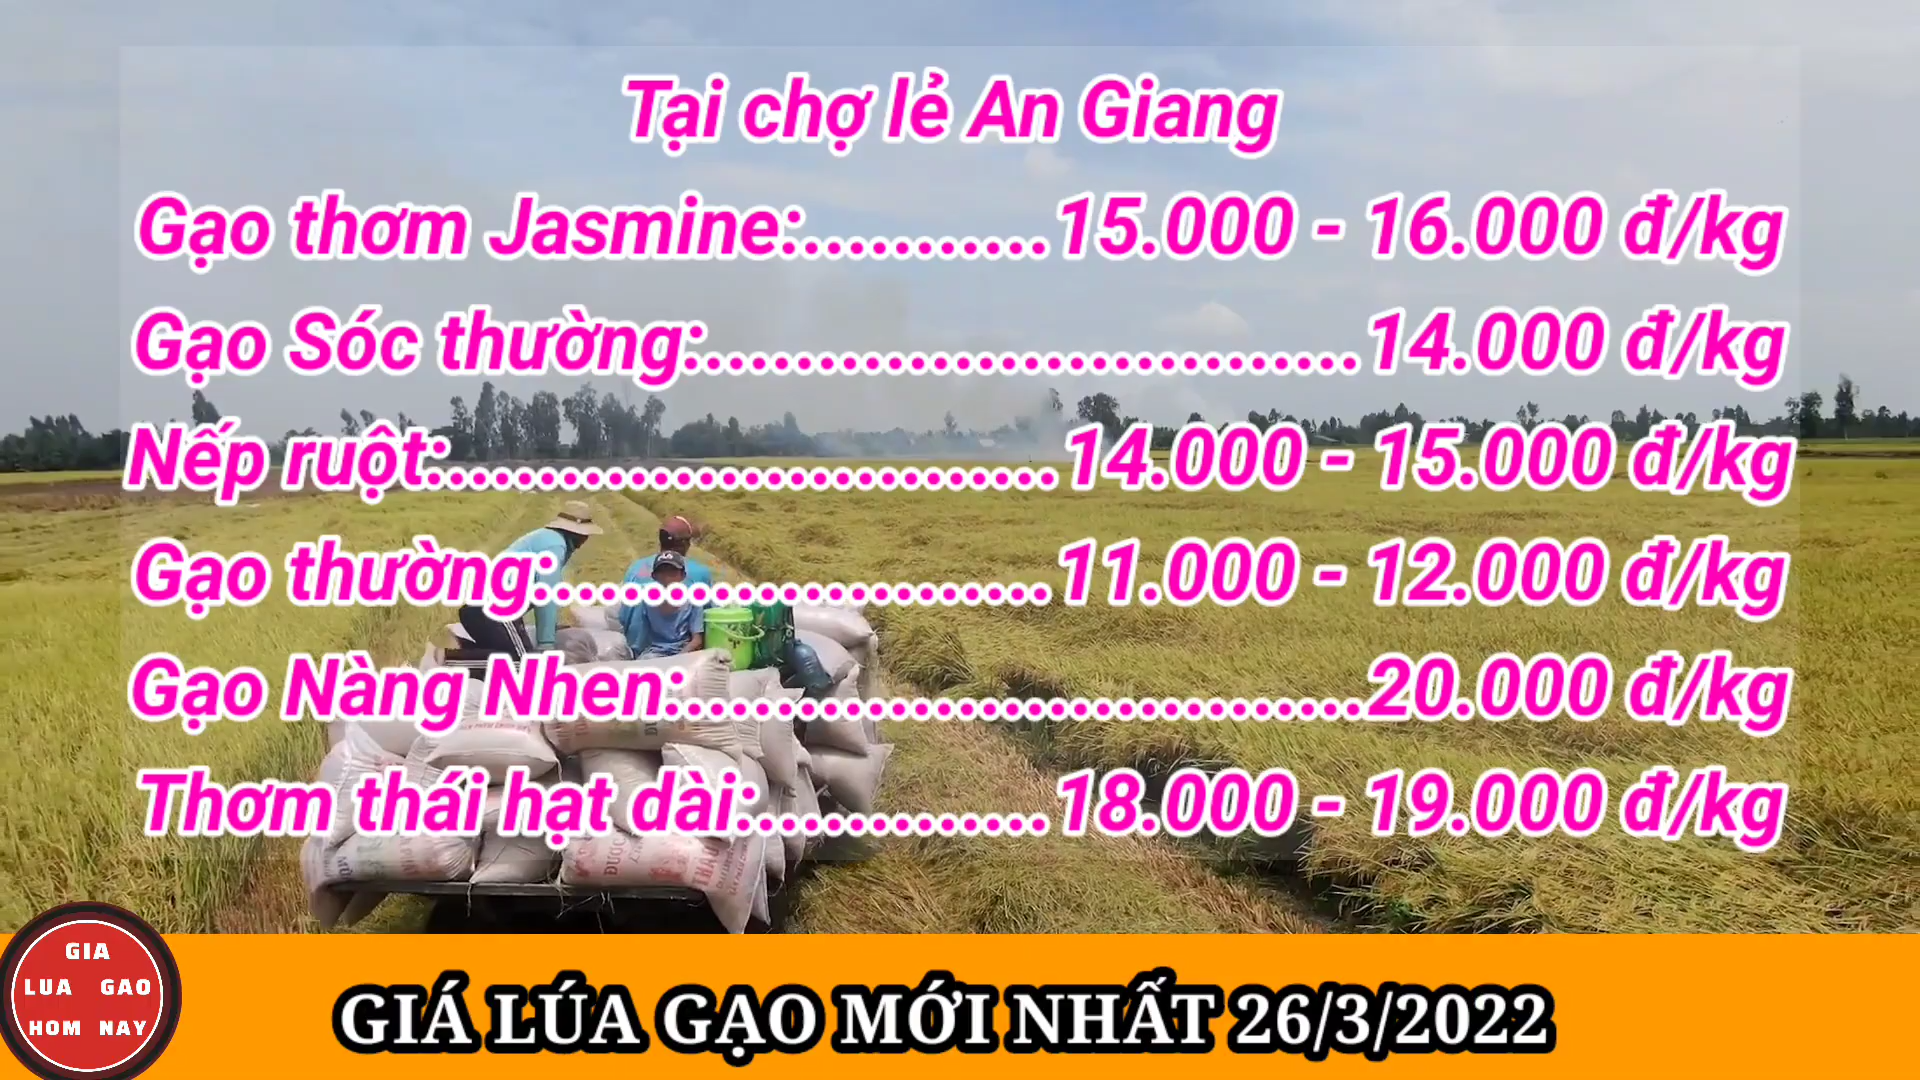 Tại chợ lẻ An Giang
Gạo thơm Jasmine:...........15.000 - 16.000 đ/kg
Gạo Sóc thường:.............................14.000 đ/kg
Nếp ruột:...........................14.000 - 15.000 đ/kg
Gạo thường:......................11.000 - 12.000 đ/kg
Gạo Nàng Nhen:..............................20.000 đ/kg
Thơm thái hạt dài:.............18.000 - 19.000 đ/kg
GIA
LUA GAO
HOM NAY
GIÁ LÚA GẠO MỚI NHẤT 26/3/2022